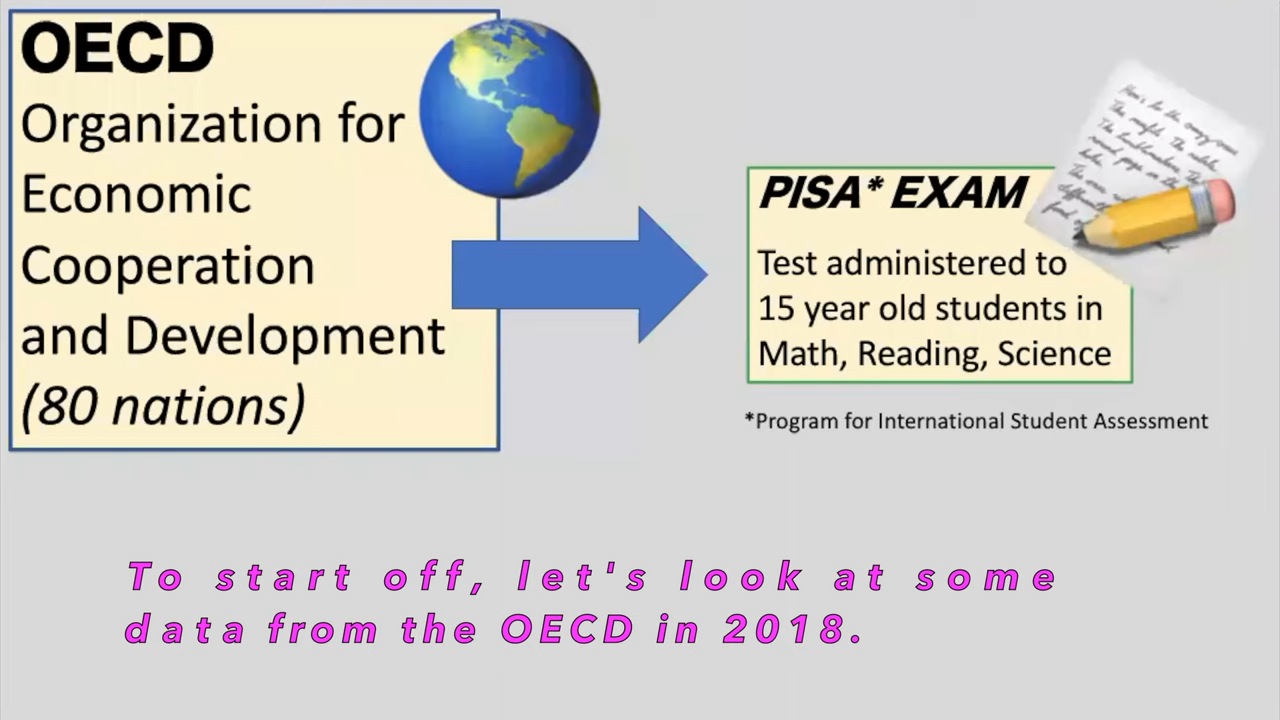 OECD
Organization for
Economic
Cooperation
and Development
(80 nations)
PISA* EXAM
Test administered to
15 year old students in
Math, Reading, Science
*Program for International Student Assessment
To start off, let's look at some
data from the OECD in 2018.